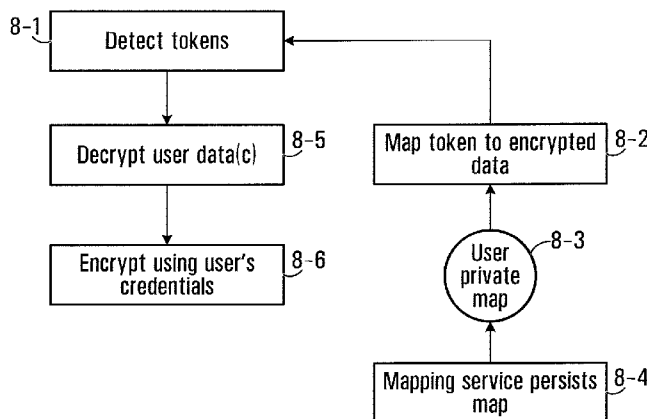 8-1
Detect tokens
Decrypt user data(c)
8-5
Encrypt using user's
credentials
8-6
Map token to encrypted
data
8-2
User
private
map
8-3
Mapping service persists
map
8-4